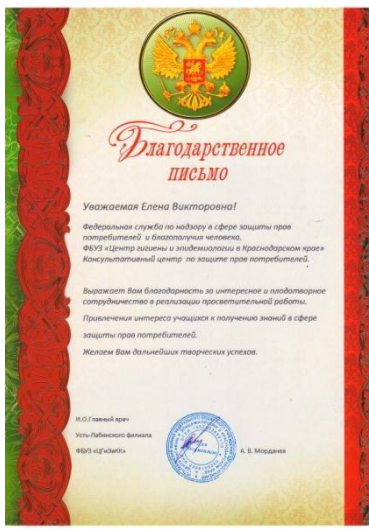 Благодарственное
письмо
Уважаемая Елена Викторовна!
Федеральная служба по надзору в сфере защиты прав
потребителей и благополучия человека,
ФБУЗ «Центр гигиены и эпидемиологии в Краснодарском крае»
Консультативный центр по защите прав потребителей.
Выражает Вам благодарность за интересное и плодотворное
сотрудничество в реализации просветительной работы.
Привлечения интереса учащихся к получению знаний в сфере
защиты прав потребителей.
Желаем Вам дальнейших творческих успехов.
И.О.Главный врач
Усть-Лабинского филиала
ФБУЗ «ЦГиЭвКК»
А. В. Морданев